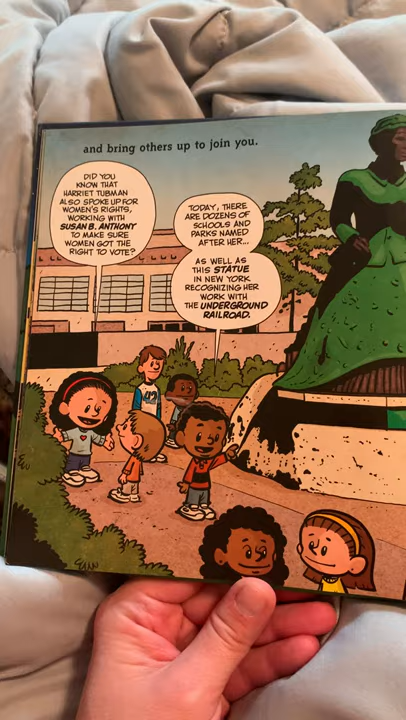 and bring others up to join you.
DID YOU
KNOW THAT
HARRIET TUBMAN
ALSO SPOKE UP FOR
WOMEN'S RIGHTS,
WORKING WITH
SUSAN B. ANTHONY
TO MAKE SURE
WOMEN GOT THE
RIGHT TO VOTE?
TODAY, THERE
ARE DOZENS OF
SCHOOLS AND
PARKS NAMED
AFTER HER...
AS WELL AS
THIS STATUE
IN NEW YORK
RECOGNIZING HER
WORK WITH
THE UNDERGROUND
RAILROAD.
42